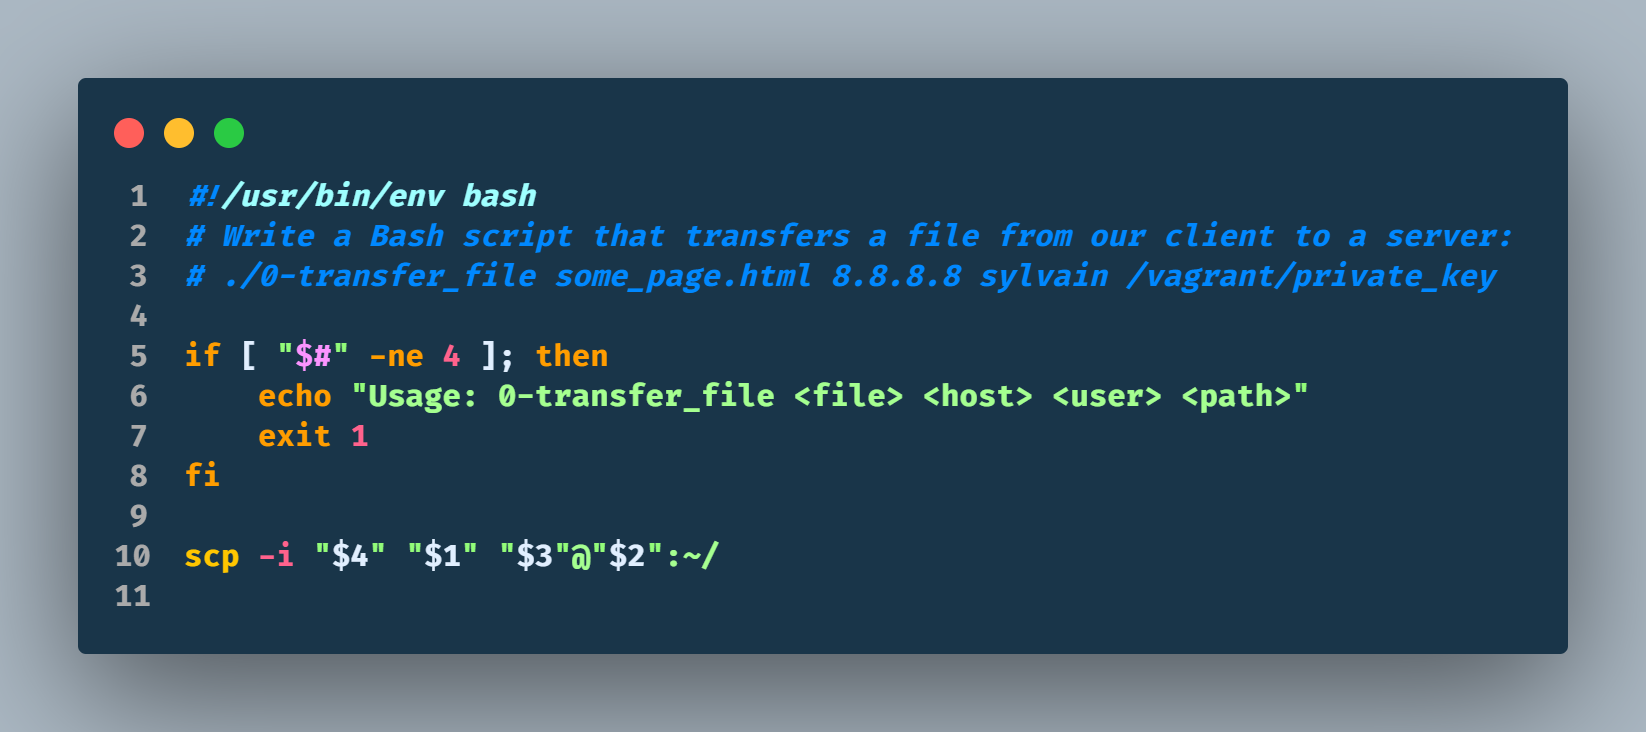 1 #!/usr/bin/env bash
2 # Write a Bash script that transfers a file from our client to a server:
3 # ./0-transfer_file some_page.html 8.8.8.8 sylvain /vagrant/private_key
4
5 if [ "$#" -ne 4 ]; then
6     echo "Usage: 0-transfer_file <file> <host> <user> <path>"
7     exit 1
8 fi
9
10 scp -i "$4" "$1" "$3"@"$2":~/
11